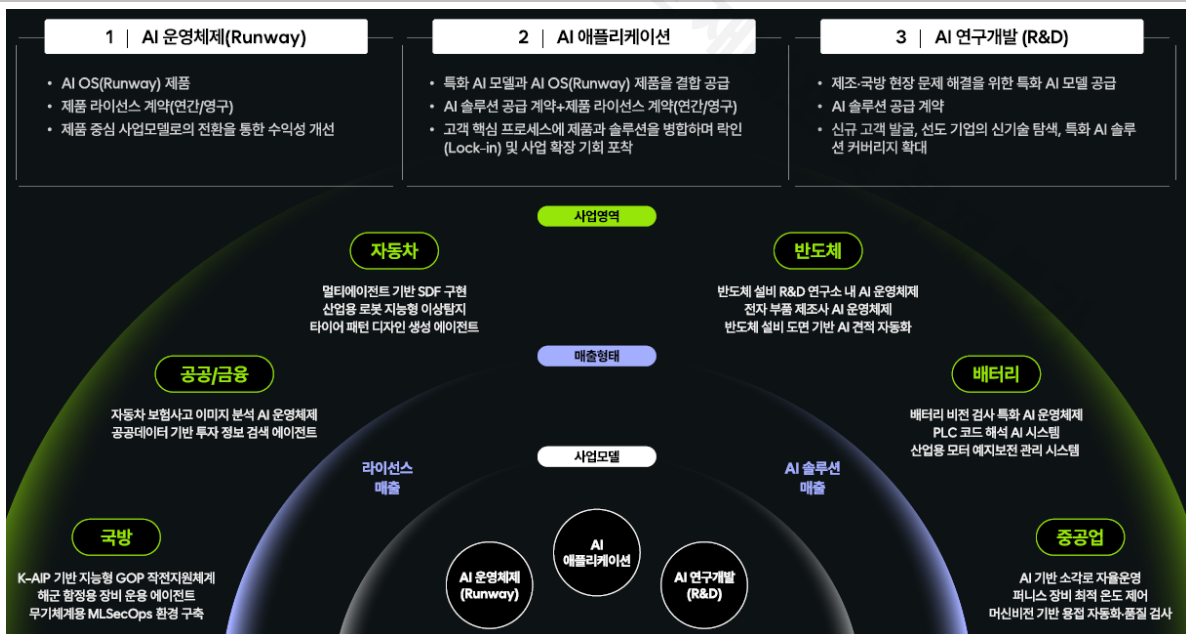 1 | AI 운영체제(Runway)
• AI OS(Runway) 제품
• 제품 라이선스 계약(연간/영구)
• 제품 중심 사업모델로의 전환을 통한 수익성 개선
2 | AI 애플리케이션
• 특화 AI 모델과 AI OS(Runway) 제품을 결합 공급
• AI 솔루션 공급 계약+제품 라이선스 계약(연간/영구)
• 고객 핵심 프로세스에 제품과 솔루션을 병합하며 락인
(Lock-in) 및 사업 확장 기회 포착
3 | AI 연구개발 (R&D)
• 제조·국방 현장 문제 해결을 위한 특화 AI 모델 공급
• AI 솔루션 공급 계약
• 신규 고객 발굴, 선도 기업의 신기술 탐색, 특화 AI 솔루
션 커버리지 확대
사업영역
자동차
멀티에이전트 기반 SDF 구현
산업용 로봇 지능형 이상탐지
타이어 패턴 디자인 생성 에이전트
반도체
반도체 설비 R&D 연구소 내 AI 운영체제
전자 부품 제조사 AI 운영체제
반도체 설비 도면 기반 AI 견적 자동화
매출형태
공공/금융
자동차 보험사고 이미지 분석 AI 운영체제
공공데이터 기반 투자 정보 검색 에이전트
배터리
배터리 비전 검사 특화 AI 운영체제
PLC 코드 해석 AI 시스템
산업용 모터 예지보전 관리 시스템
사업모델
라이선스
매출
AI 솔루션
매출
국방
K-AIP 기반 지능형 GOP 작전지원체계
해군 함정용 장비 운용 에이전트
무기체계용 MLSecOps 환경 구축
AI 운영체제
(Runway)
AI
애플리케이션
AI 연구개발
(R&D)
중공업
AI 기반 소각로 자율운영
퍼니스 장비 최적 온도 제어
머신비전 기반 용접 자동화·품질 검사